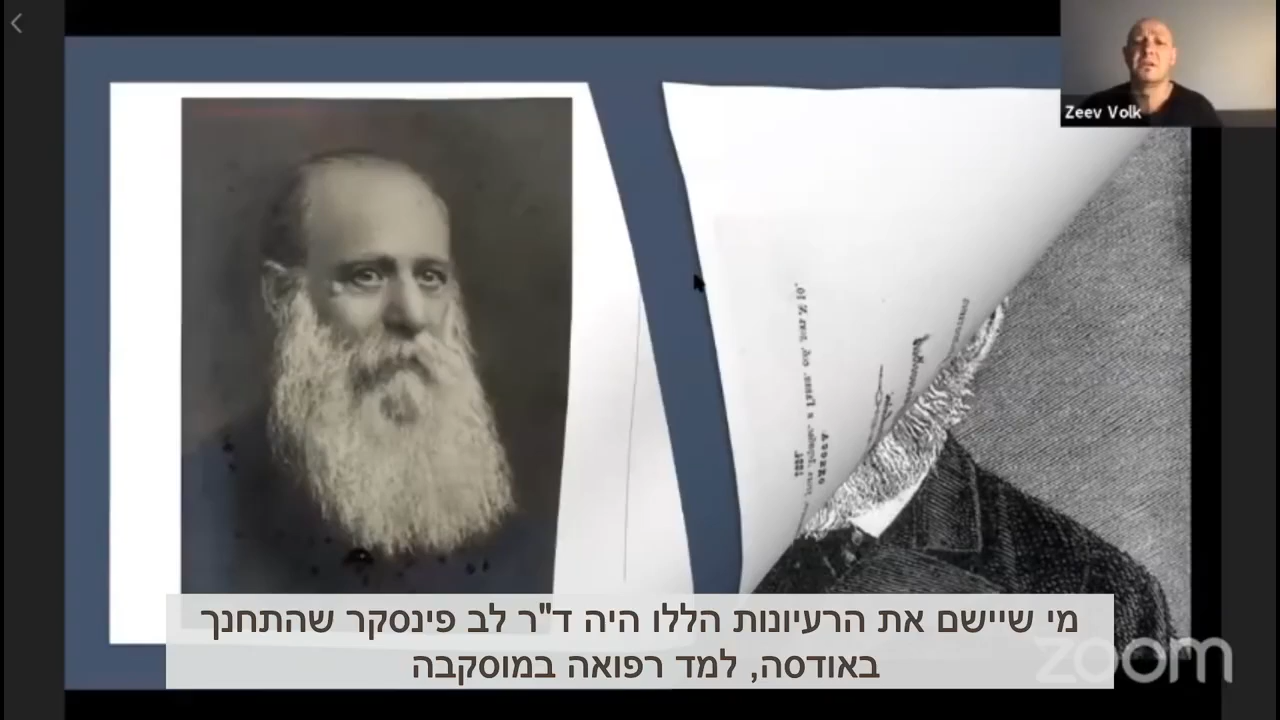 Zeev Volk
מי שיישם את הרעיונות הללו היה ד"ר לב פינסקר שהתחנך
באודסה, למד רפואה במוסקבה
zoom